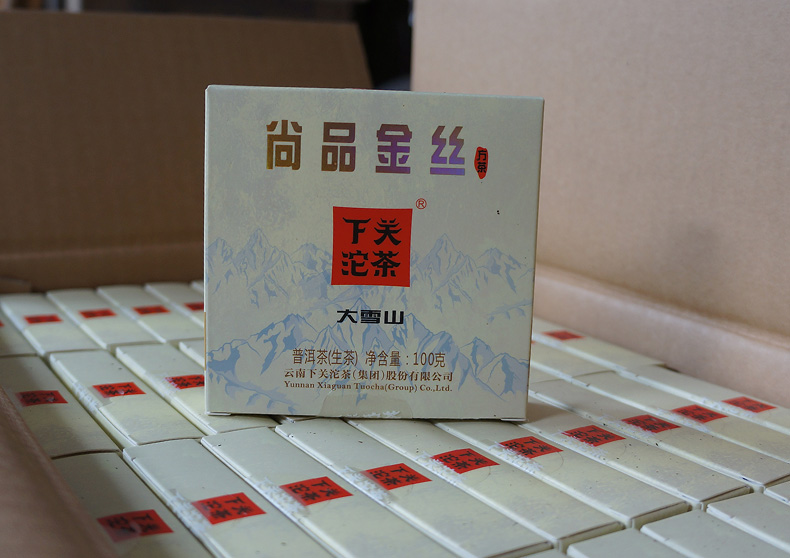 尚品金丝
方茶
下关
沱茶
®
大雪山
普洱茶(生茶) 净含量:100克
云南下关沱茶(集团)股份有限公司
Yunnan Xiaguan Tuocha(Group) Co.,Ltd.